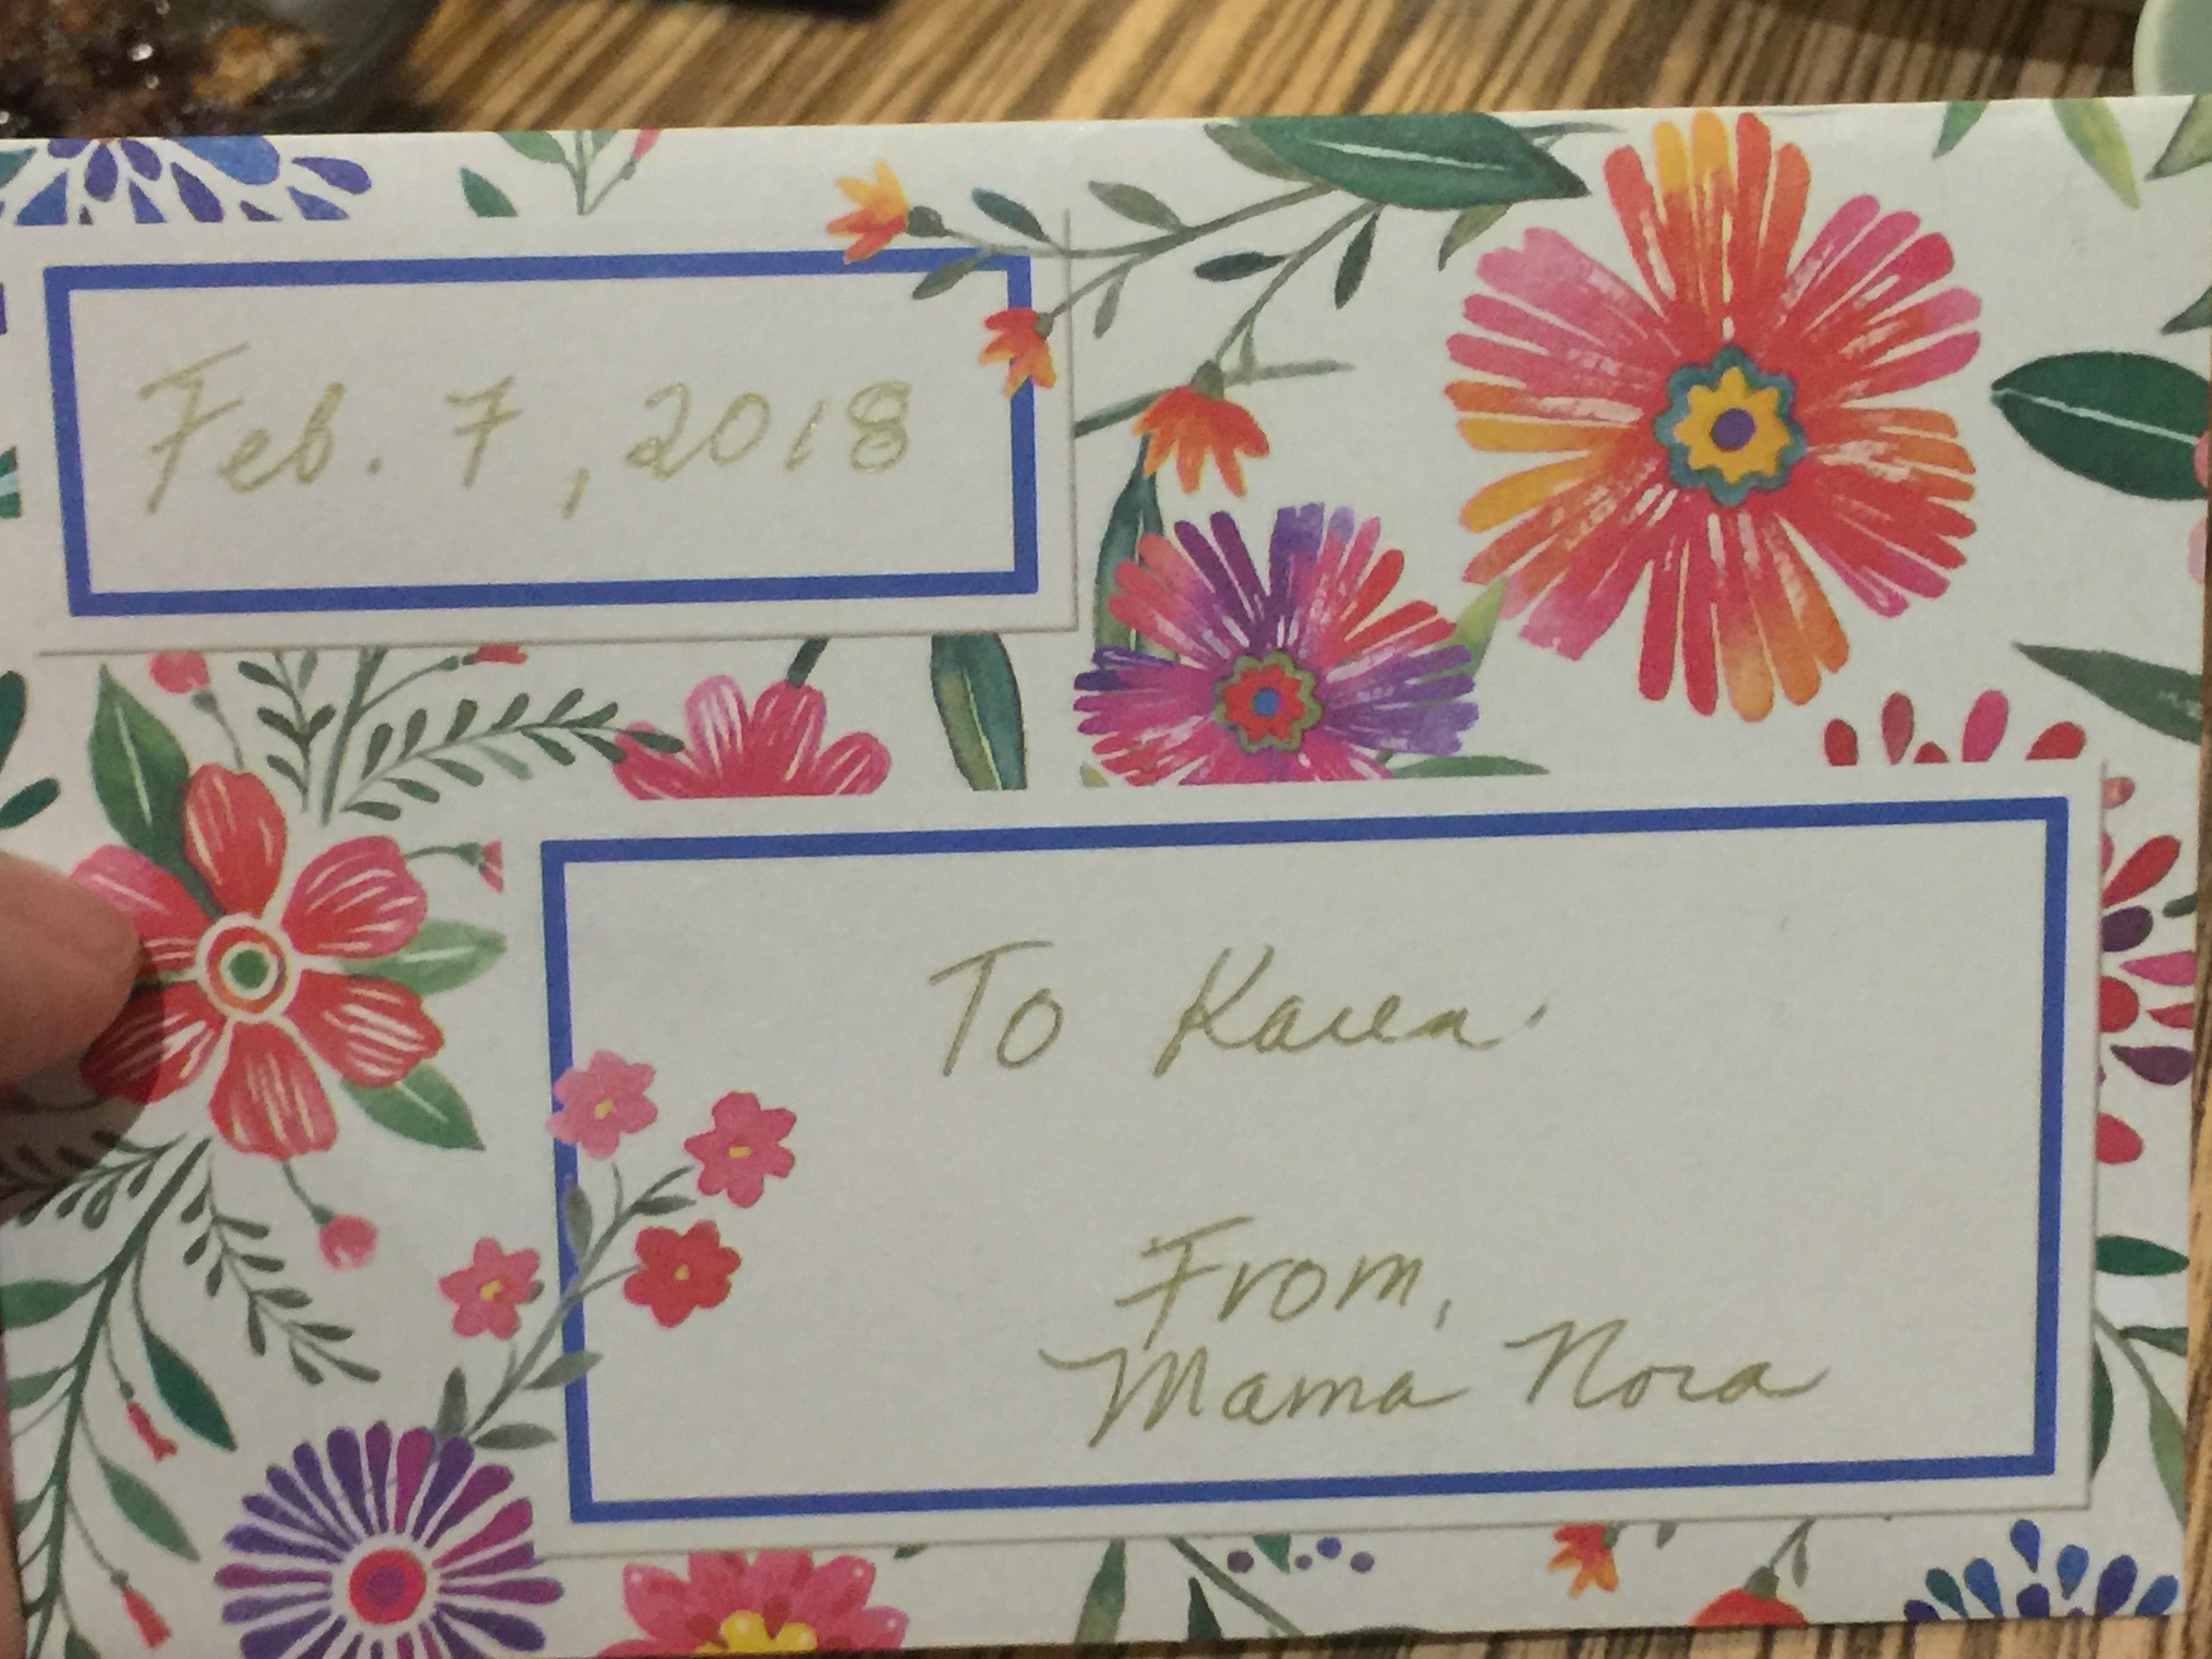 Feb. 7, 2018
To Karen.
From,
Mama Nora